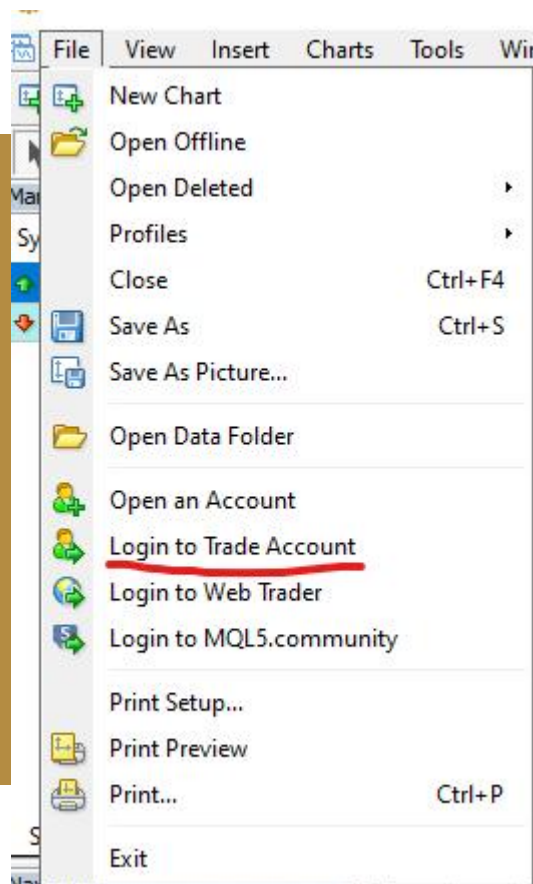 File View Insert Charts Tools
New Chart
Open Offline
Open Deleted
Profiles
Close Ctrl+F4
Save As Ctrl+S
Save As Picture...
Open Data Folder
Open an Account
Login to Trade Account
Login to Web Trader
Login to MQL5.community
Print Setup...
Print Preview
Print... Ctrl+P
Exit